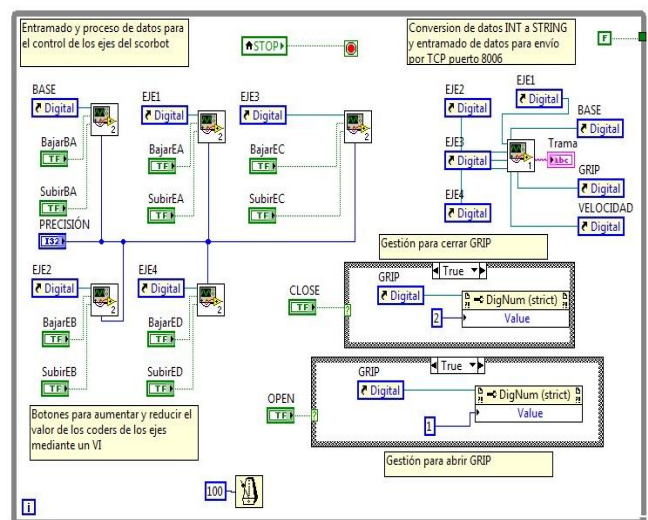 Entramado y proceso de datos para
el control de los ejes del scorbot
STOP
Conversion de datos INT a STRING
y entramado de datos para envío
por TCP puerto 8006
F
BASE
Digital
2
BajarBA
TF
SubirBA
TF
EJE1
Digital
2
BajarEA
TF
SubirEA
TF
EJE3
Digital
2
BajarEC
TF
SubirEC
TF
PRECISIÓN
I32
EJE2
Digital
2
BajarEB
TF
SubirEB
TF
EJE4
Digital
2
BajarED
TF
SubirED
TF
Botones para aumentar y reducir el
valor de los coders de los ejes
mediante un VI
EJE2
Digital
EJE1
Digital
BASE
Digital
EJE3
Digital
1
Trama
abc
GRIP
Digital
EJE4
Digital
VELOCIDAD
Digital
Gestión para cerrar GRIP
True
CLOSE
TF
?
GRIP
Digital
DigNum (strict)
Value
2
True
OPEN
TF
?
GRIP
Digital
DigNum (strict)
Value
1
Gestión para abrir GRIP
100
i